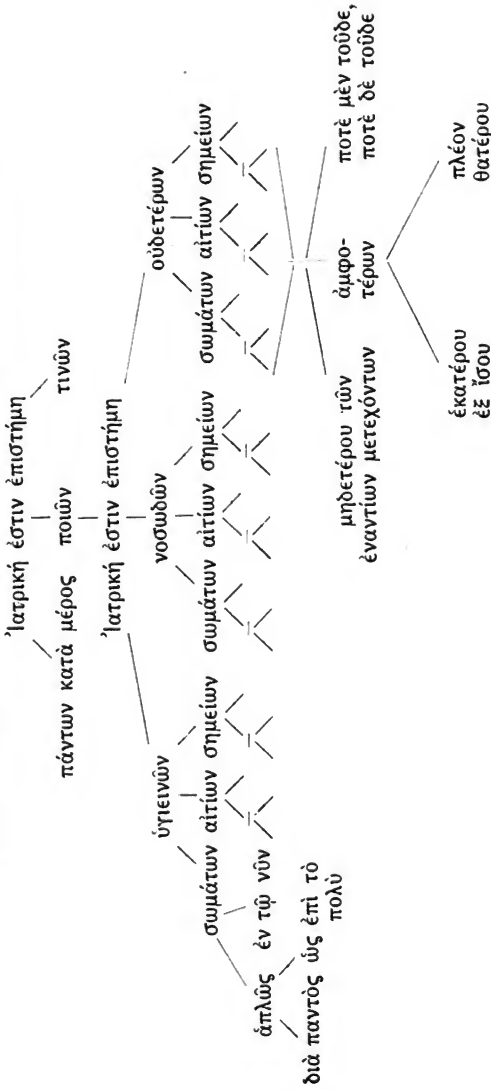 Ἰατρική ἐστιν ἐπιστήμη
πάντων κατὰ μέρος ποιῶν τινῶν
Ἰατρική ἐστιν ἐπιστήμη
ὑγιεινῶν νοσωδῶν οὐδετέρων
σωμάτων αἰτίων σημείων σωμάτων αἰτίων σημείων σωμάτων αἰτίων σημείων
ἁπλῶς ἐν τῷ νῦν
διὰ παντὸς ὡς ἐπὶ τὸ
πολὺ
μηδετέρου τῶν
ἐναντίων μετεχόντων
ἀμφο-
τέρων
ποτὲ μὲν τοῦδε,
ποτὲ δὲ τοῦδε
ἑκατέρου
ἐξ ἴσου
πλέον
θατέρου